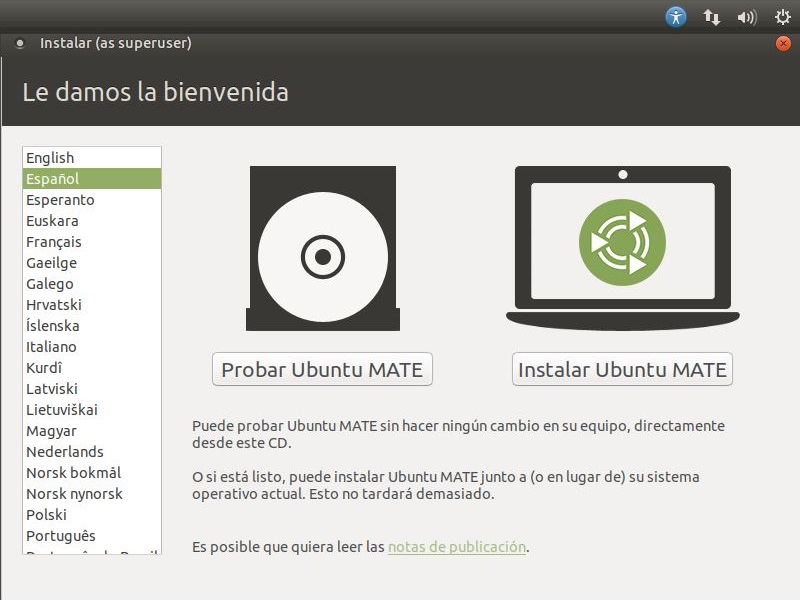 Instalar (as superuser)
Le damos la bienvenida
English
Español
Esperanto
Euskara
Français
Gaeilge
Galego
Hrvatski
Íslenska
Italiano
Kurdî
Latviski
Lietuviškai
Magyar
Nederlands
Norsk bokmål
Norsk nynorsk
Polski
Português
Probar Ubuntu MATE
Instalar Ubuntu MATE
Puede probar Ubuntu MATE sin hacer ningún cambio en su equipo, directamente
desde este CD.
O si está listo, puede instalar Ubuntu MATE junto a (o en lugar de) su sistema
operativo actual. Esto no tardará demasiado.
Es posible que quiera leer las notas de publicación.